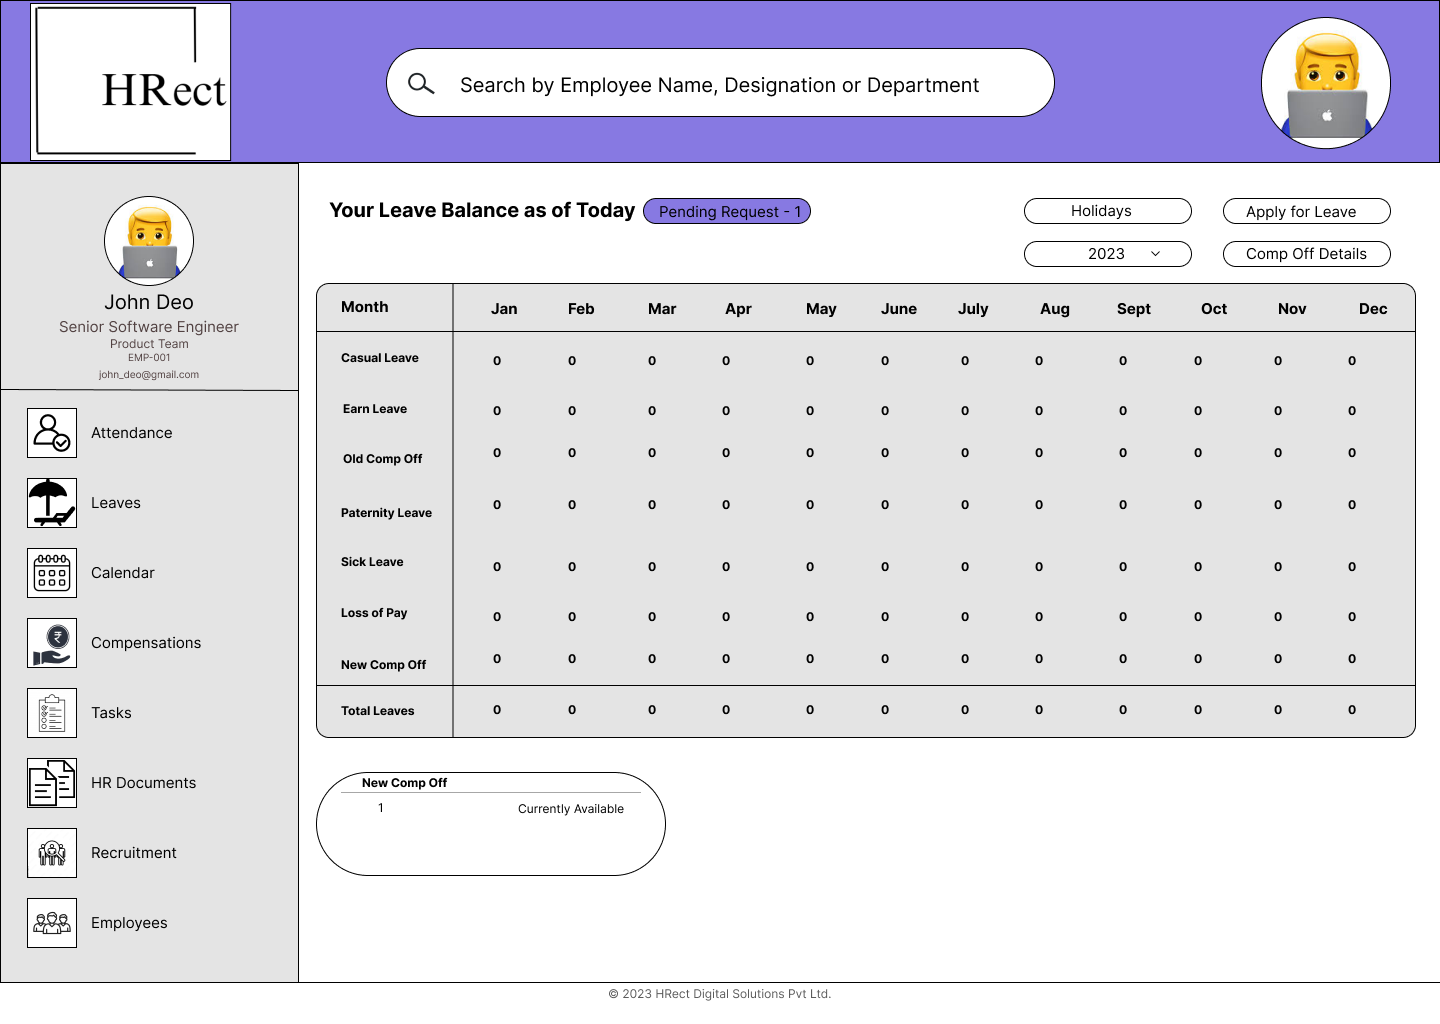 HRect
Search by Employee Name, Designation or Department
John Deo
Senior Software Engineer
Product Team
EMP-001
john_deo@gmail.com
Attendance
Leaves
Calendar
Compensations
Tasks
HR Documents
Recruitment
Employees
Your Leave Balance as of Today Pending Request - 1
Holidays Apply for Leave
2023 Comp Off Details
Month Jan Feb Mar Apr May June July Aug Sept Oct Nov Dec
Casual Leave 0 0 0 0 0 0 0 0 0 0 0 0
Earn Leave 0 0 0 0 0 0 0 0 0 0 0 0
Old Comp Off 0 0 0 0 0 0 0 0 0 0 0 0
Paternity Leave 0 0 0 0 0 0 0 0 0 0 0 0
Sick Leave 0 0 0 0 0 0 0 0 0 0 0 0
Loss of Pay 0 0 0 0 0 0 0 0 0 0 0 0
New Comp Off 0 0 0 0 0 0 0 0 0 0 0 0
Total Leaves 0 0 0 0 0 0 0 0 0 0 0 0
New Comp Off
1 Currently Available
© 2023 HRect Digital Solutions Pvt Ltd.